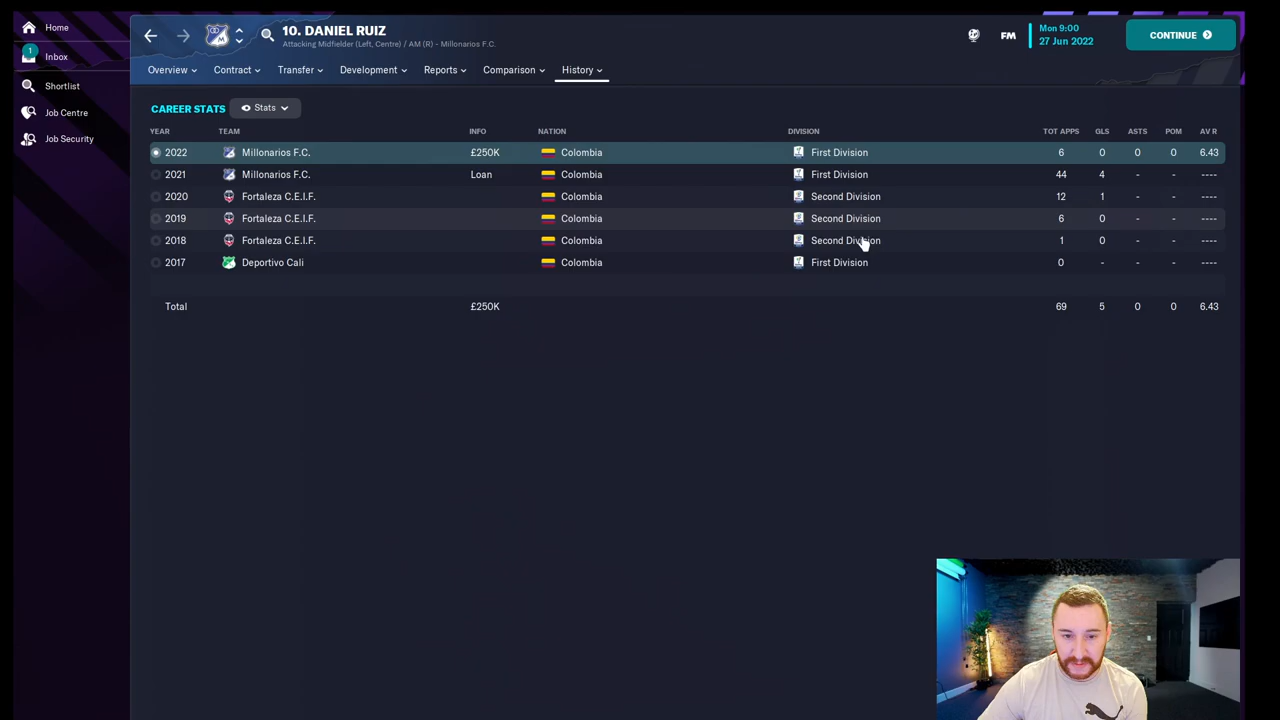 Home
1
Inbox
Shortlist
Job Centre
Job Security
10. DANIEL RUIZ
Attacking Midfielder (Left, Centre) / AM (R) - Millonarios F.C.
FM
Mon 9:00
27 Jun 2022
CONTINUE
Overview Contract Transfer Development Reports Comparison History
CAREER STATS Stats
YEAR TEAM INFO NATION DIVISION TOT APPS GLS ASTS POM AV R
2022 Millonarios F.C. £250K Colombia First Division 6 0 0 0 6.43
2021 Millonarios F.C. Loan Colombia First Division 44 4 - - ----
2020 Fortaleza C.E.I.F. Colombia Second Division 12 1 - - ----
2019 Fortaleza C.E.I.F. Colombia Second Division 6 0 - - ----
2018 Fortaleza C.E.I.F. Colombia Second Division 1 0 - - ----
2017 Deportivo Cali Colombia First Division 0 - - - ----
Total £250K 69 5 0 0 6.43